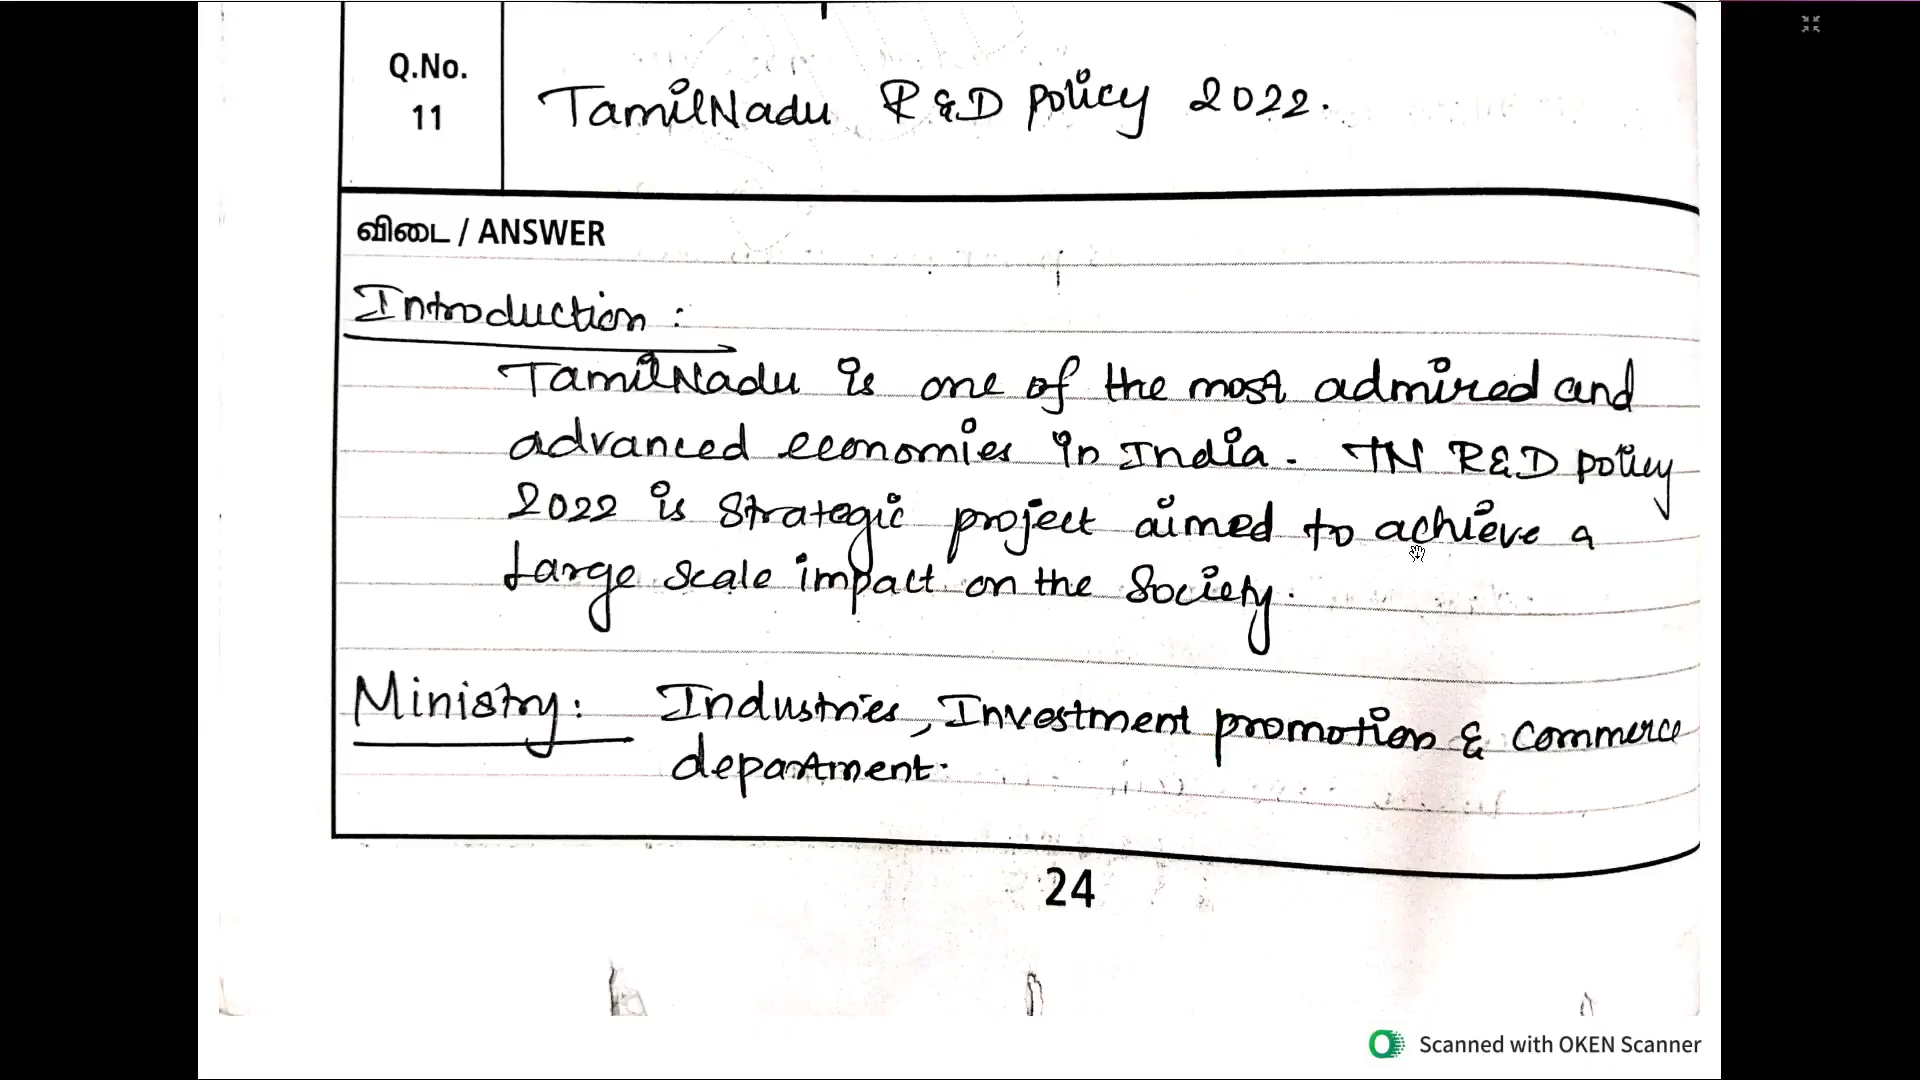 Q.No.
11
TamilNadu R&D policy 2022.
விடை / ANSWER
Introduction :
TamilNadu is one of the most admired and
advanced economies in India. TN R&D policy
2022 is strategic project aimed to achieve a
large scale impact on the society.
Ministry: Industries, Investment promotion & commerce
department.
24
Scanned with OKEN Scanner